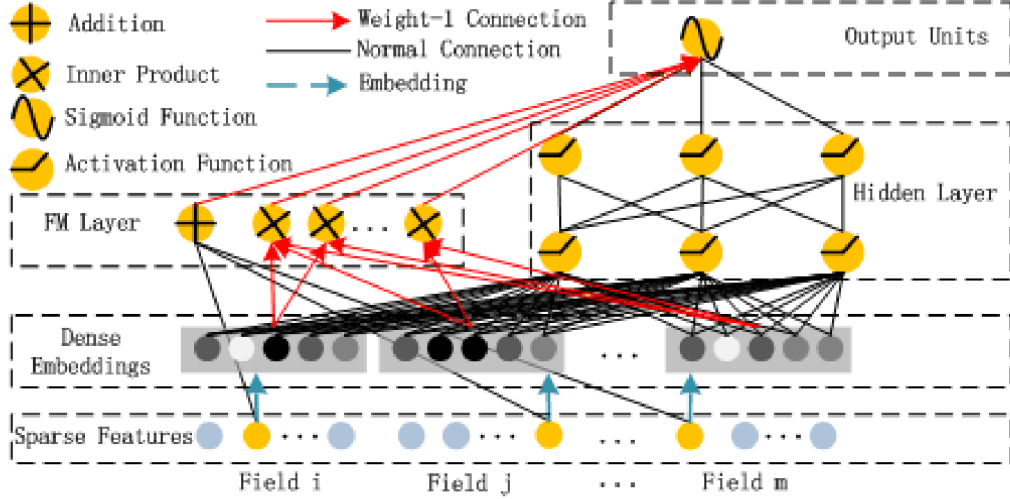 Addition
Inner Product
Sigmoid Function
Activation Function
Weight-1 Connection
Normal Connection
Embedding
Output Units
Hidden Layer
FM Layer
...
Dense
Embeddings
...
Sparse Features
... ... ... ...
Field i Field j ... Field m